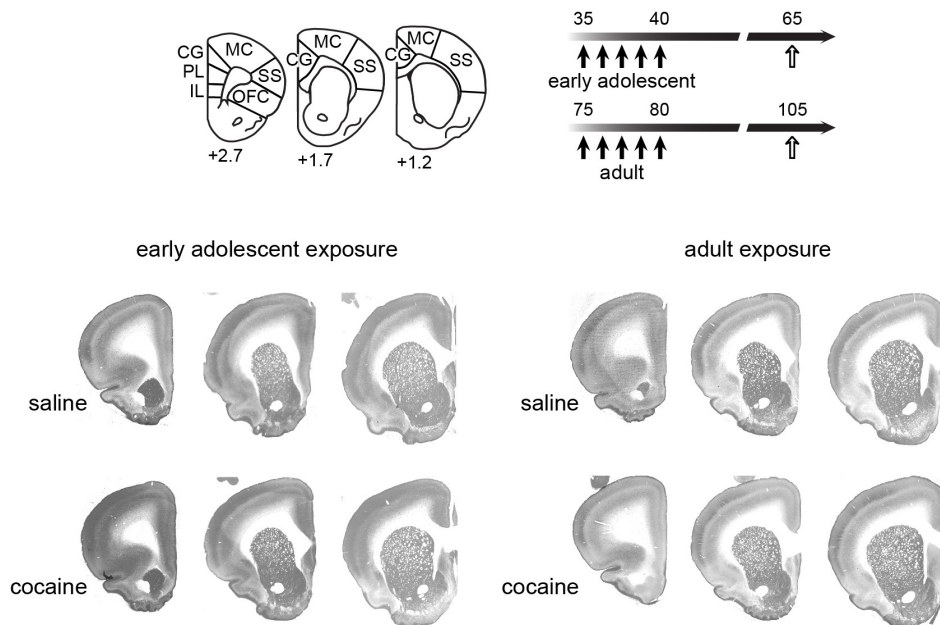 CG MC
PL SS
IL OFC
+2.7
MC
CG SS
+1.7
MC
CG SS
+1.2
35 40 65
early adolescent
75 80 105
adult
early adolescent exposure
adult exposure
saline
saline
cocaine
cocaine